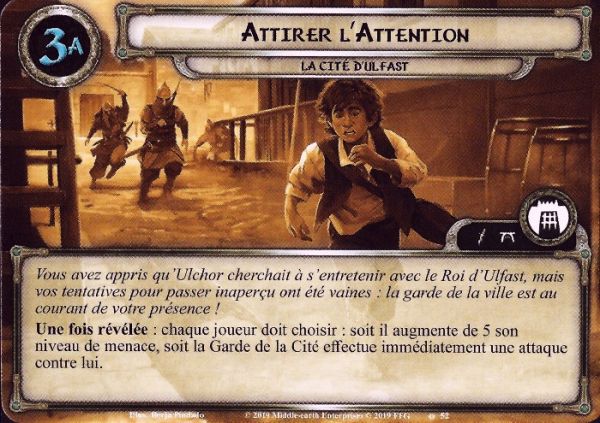 3A
ATTIRER L'ATTENTION
LA CITÉ D'ULFAST
Vous avez appris qu'Ulchor cherchait à s'entretenir avec le Roi d'Ulfast, mais
vos tentatives pour passer inaperçu ont été vaines : la garde de la ville est au
courant de votre présence !
Une fois révélée : chaque joueur doit choisir : soit il augmente de 5 son
niveau de menace, soit la Garde de la Cité effectue immédiatement une attaque
contre lui.
© 2019 Middle-earth Enterprises © 2019 FFG 52